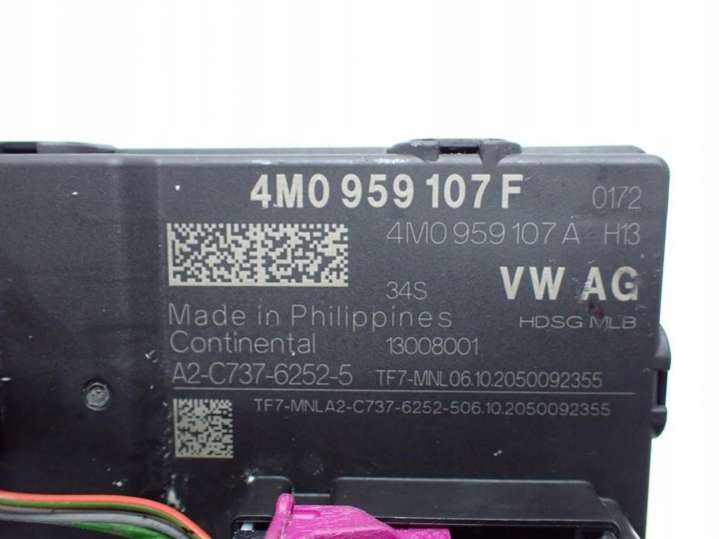 4M0 959 107 F 0172
4M0 959 107 A H13
34S VW AG
Made in Philippines HDSG MLB
Continental 13008001
A2-C737-6252-5 TF7-MNL06.10.2050092355
TF7-MNLA2-C737-6252-506.10.2050092355